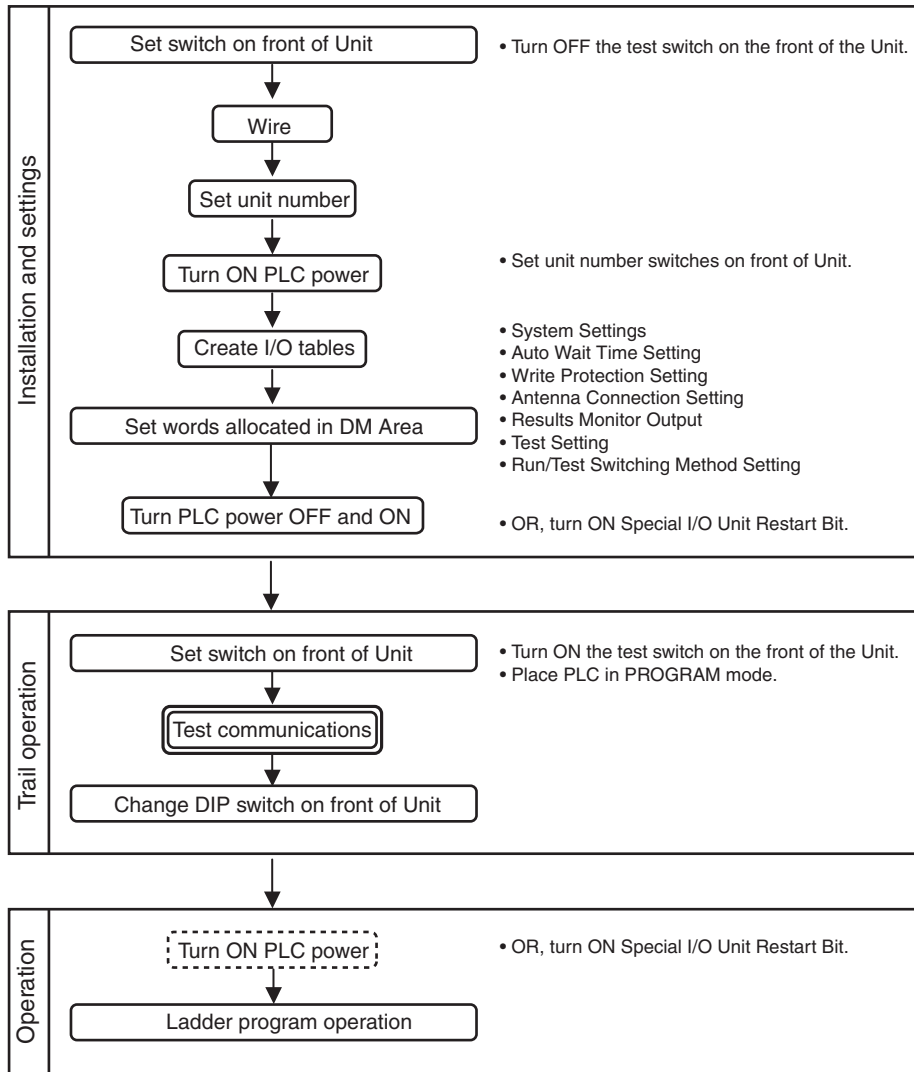 Installation and settings
Set switch on front of Unit
• Turn OFF the test switch on the front of the Unit.
Wire
Set unit number
Turn ON PLC power
• Set unit number switches on front of Unit.
Create I/O tables
• System Settings
• Auto Wait Time Setting
• Write Protection Setting
• Antenna Connection Setting
• Results Monitor Output
• Test Setting
• Run/Test Switching Method Setting
Set words allocated in DM Area
Turn PLC power OFF and ON
• OR, turn ON Special I/O Unit Restart Bit.
Trail operation
Set switch on front of Unit
• Turn ON the test switch on the front of the Unit.
• Place PLC in PROGRAM mode.
Test communications
Change DIP switch on front of Unit
Operation
Turn ON PLC power
• OR, turn ON Special I/O Unit Restart Bit.
Ladder program operation